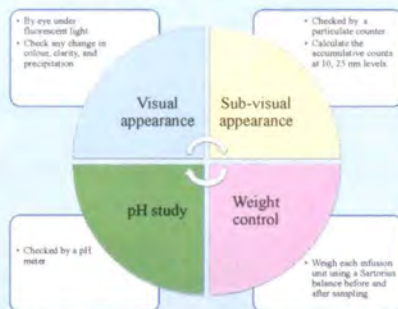 • By eye under
fluorescent light
• Check any change in
colour, clarity, and
precipitation
• Checked by a
particulate counter
• Calculate the
accumulative counts
at 10, 25 nm levels
Visual
appearance
Sub-visual
appearance
pH study
Weight
control
• Checked by a pH
meter
• Weigh each infusion
unit using a Sartorius
balance before and
after sampling